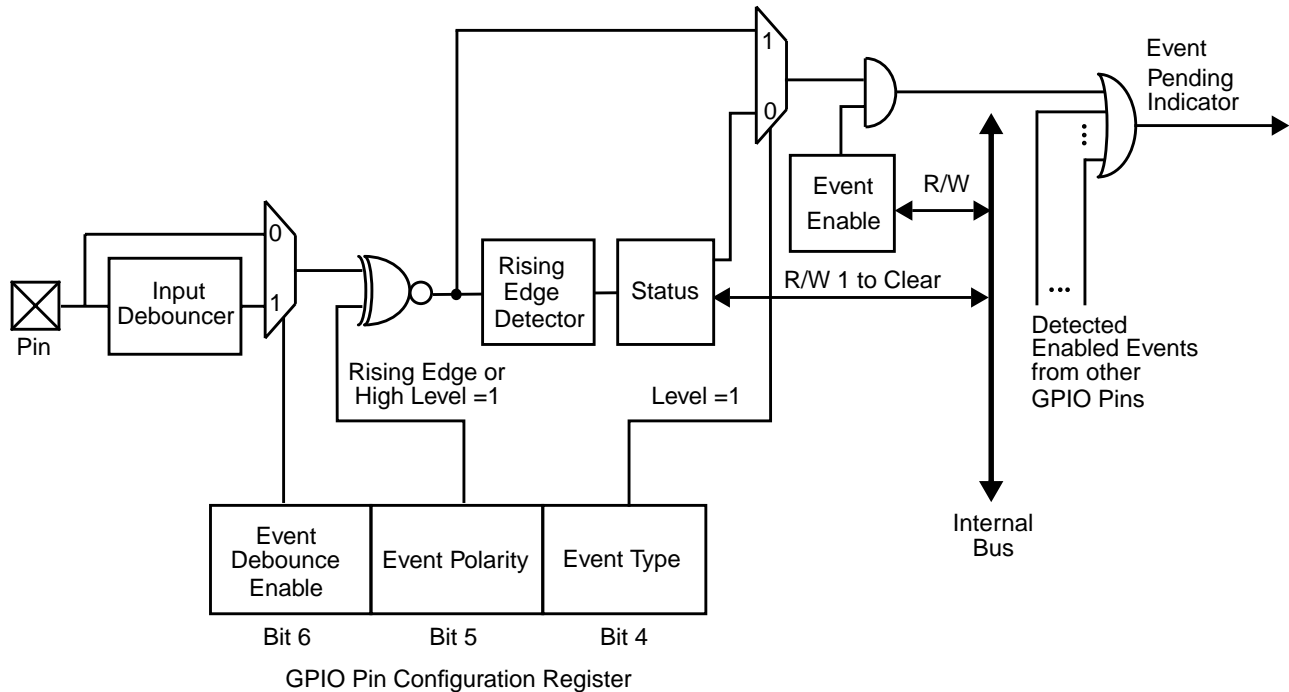 Event
Pending
Indicator
1
0
Event
Enable
R/W
0
1
Input
Debouncer
Pin
Rising
Edge
Detector
Status
R/W 1 to Clear
...
...
Detected
Enabled Events
from other
GPIO Pins
Rising Edge or
High Level =1
Level =1
Internal
Bus
Event
Debounce
Enable
Event Polarity
Event Type
Bit 6
Bit 5
Bit 4
GPIO Pin Configuration Register